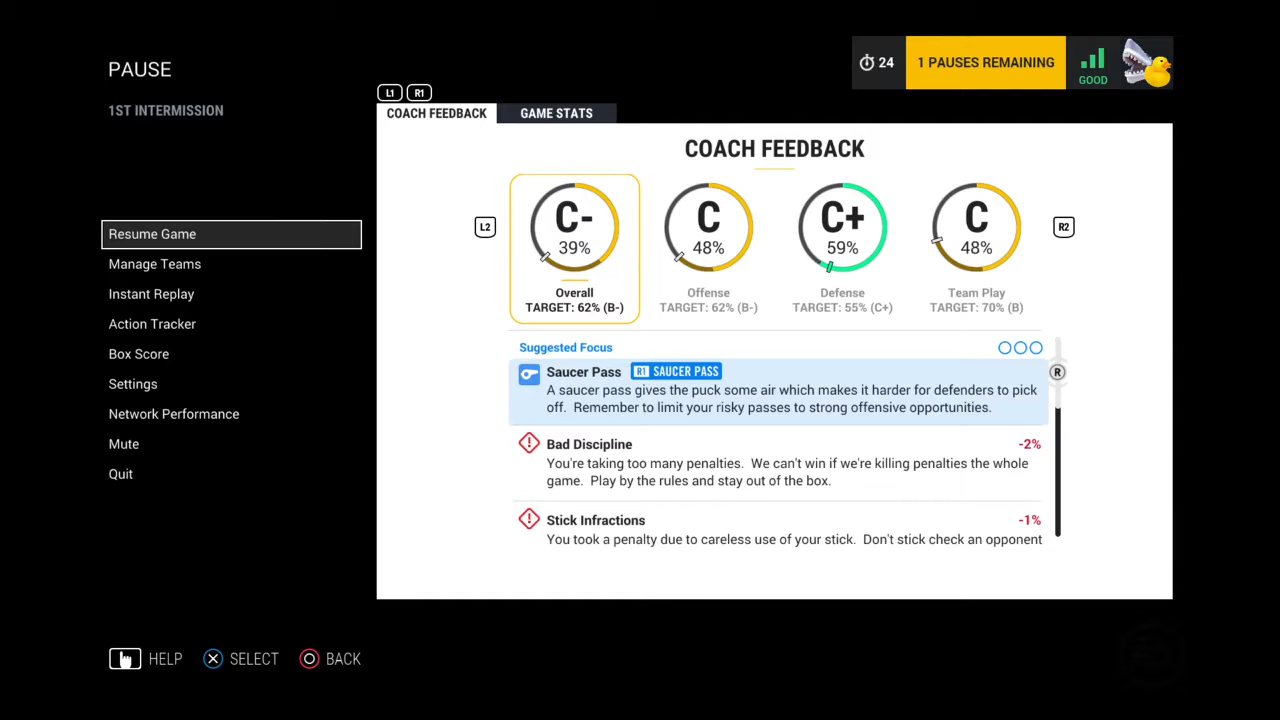 PAUSE
1ST INTERMISSION
24
1 PAUSES REMAINING
GOOD
L1 R1
COACH FEEDBACK
GAME STATS
COACH FEEDBACK
L2
C-
39%
Overall
TARGET: 62% (B-)
C
48%
Offense
TARGET: 62% (B-)
C+
59%
Defense
TARGET: 55% (C+)
C
48%
Team Play
TARGET: 70% (B)
R2
Resume Game
Manage Teams
Instant Replay
Action Tracker
Box Score
Settings
Network Performance
Mute
Quit
Suggested Focus
Saucer Pass R1 SAUCER PASS
R
A saucer pass gives the puck some air which makes it harder for defenders to pick
off. Remember to limit your risky passes to strong offensive opportunities.
Bad Discipline -2%
You're taking too many penalties. We can't win if we're killing penalties the whole
game. Play by the rules and stay out of the box.
Stick Infractions -1%
You took a penalty due to careless use of your stick. Don't stick check an opponent
HELP SELECT BACK